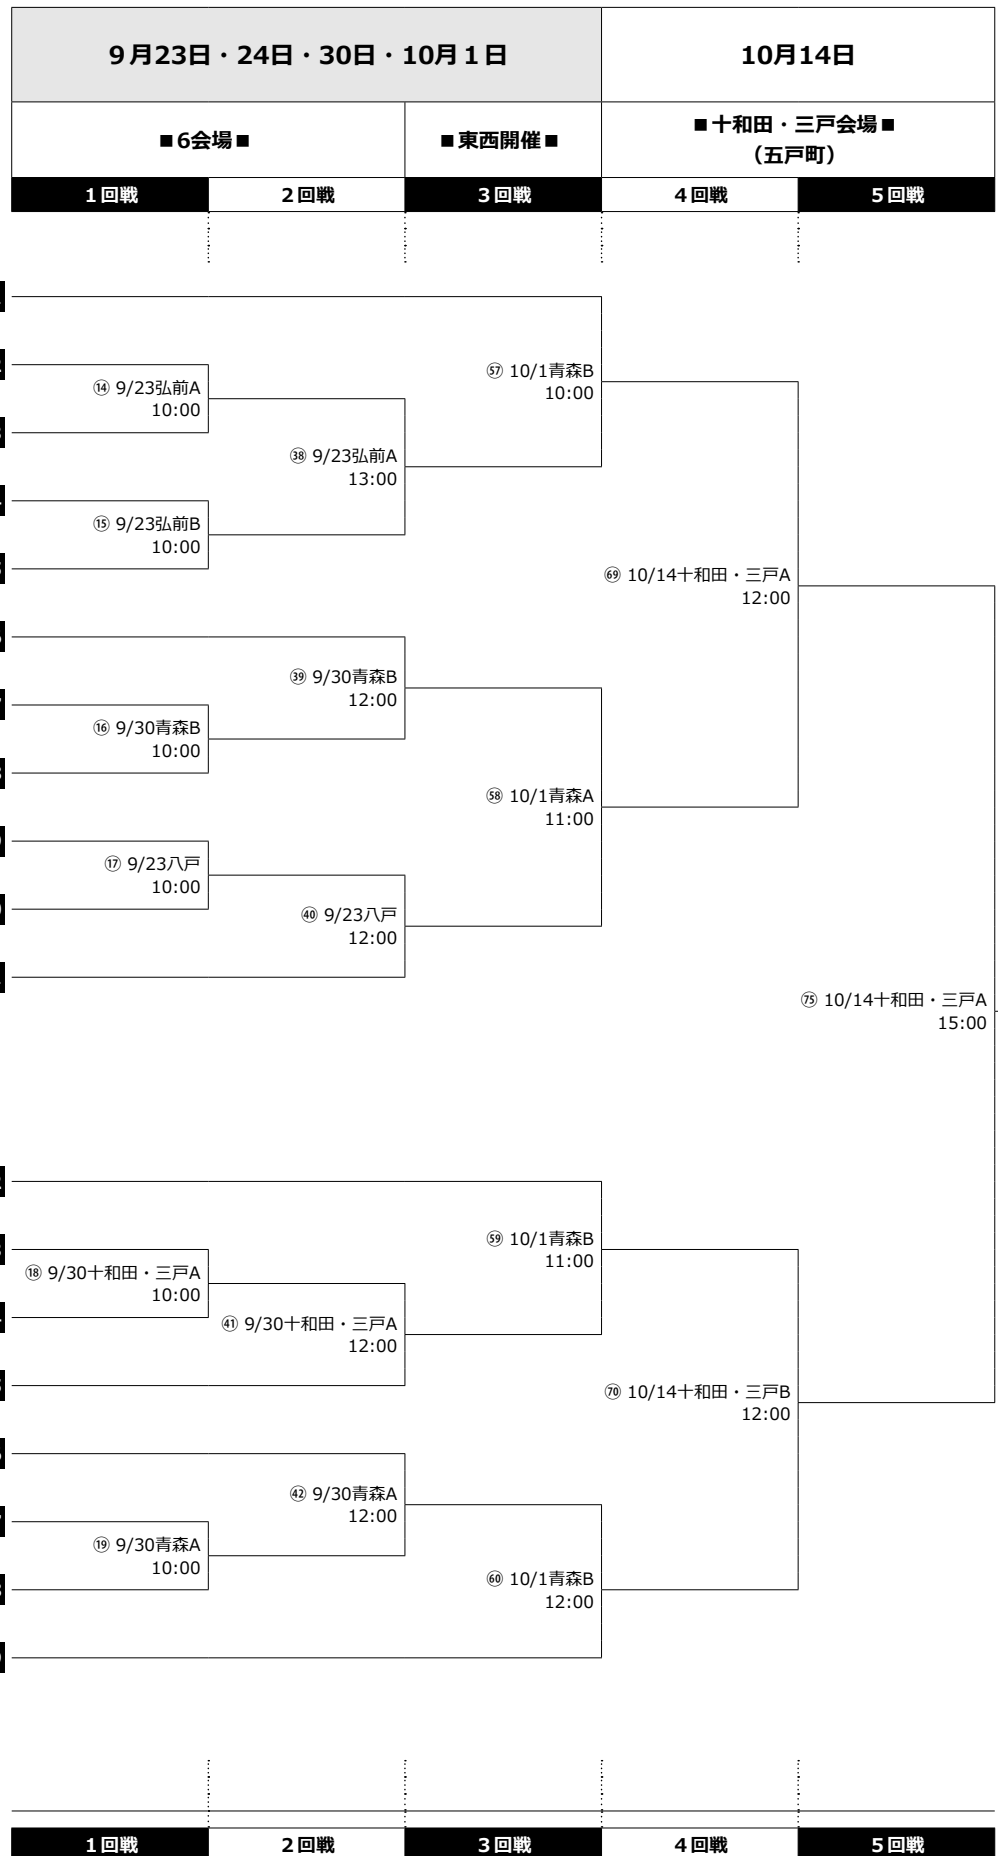 9月23日・24日・30日・10月1日
10月14日
■6会場■
■東西開催■
■十和田・三戸会場■
（五戸町）
1回戦
2回戦
3回戦
4回戦
5回戦
㊼ 10/1青森B
10:00
⑭ 9/23弘前A
10:00
㊳ 9/23弘前A
13:00
⑮ 9/23弘前B
10:00
69 10/14十和田・三戸A
12:00
㊴ 9/30青森B
12:00
⑯ 9/30青森B
10:00
58 10/1青森A
11:00
⑰ 9/23八戸
10:00
㊵ 9/23八戸
12:00
75 10/14十和田・三戸A
15:00
59 10/1青森B
11:00
⑱ 9/30十和田・三戸A
10:00
㊶ 9/30十和田・三戸A
12:00
70 10/14十和田・三戸B
12:00
㊷ 9/30青森A
12:00
⑲ 9/30青森A
10:00
60 10/1青森B
12:00
1回戦
2回戦
3回戦
4回戦
5回戦